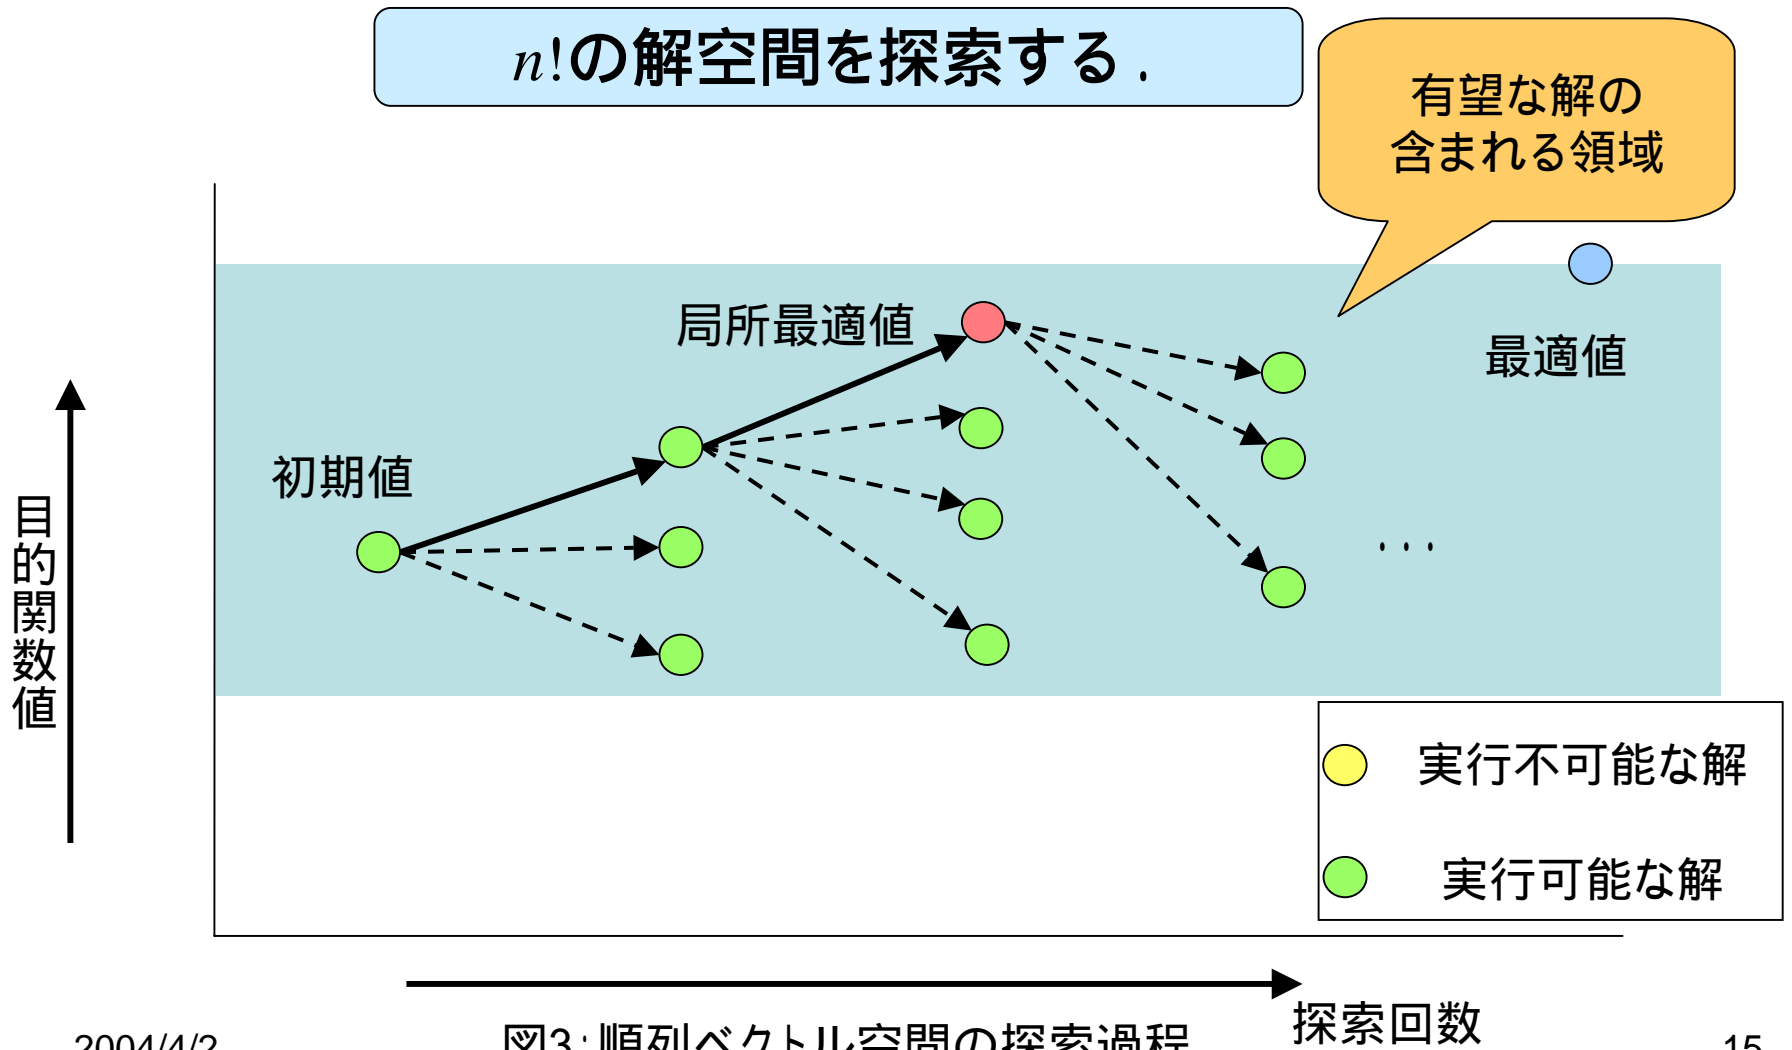 n!の解空間を探索する．
有望な解の
含まれる領域
局所最適値
最適値
初期値
目的関数値
…
実行不可能な解
実行可能な解
探索回数
2004/4/2
図3：順列ベクトル空間の探索過程
15